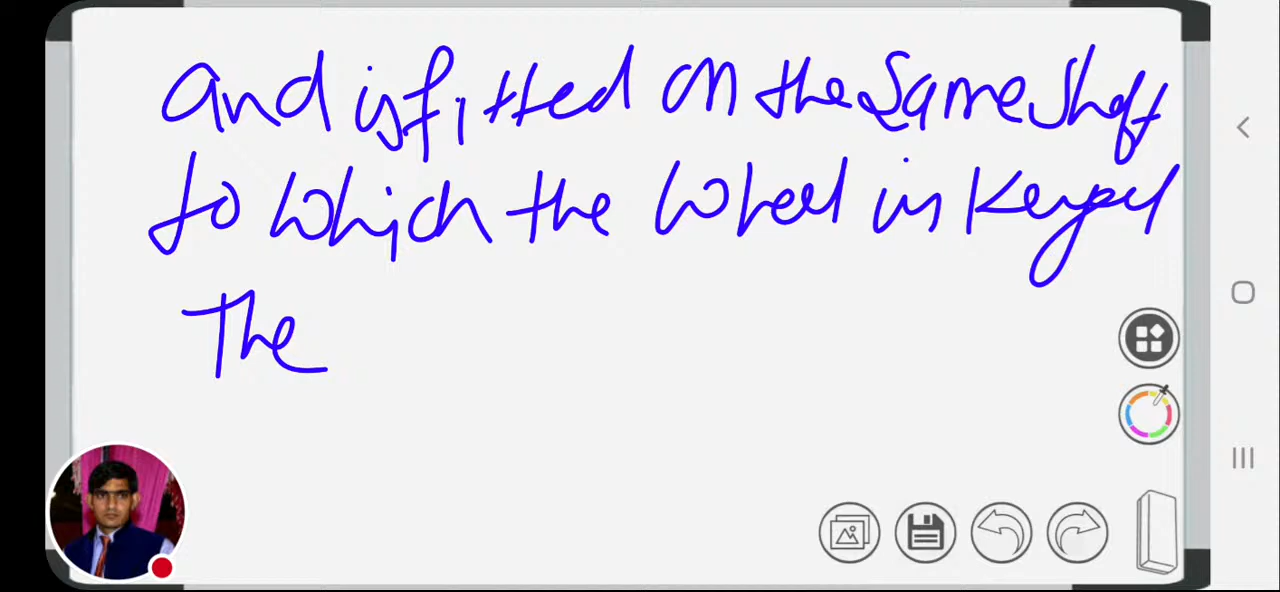 And is fitted on the same shaft
to which the wheel is keyed
The